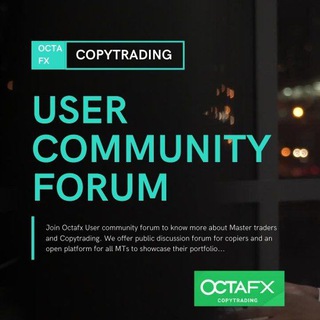 OCTA
FX
COPYTRADING
USER
COMMUNITY
FORUM
Join Octafx User community forum to know more about Master traders
and Copytrading. We offer public discussion forum for copiers and an
open platform for all MTs to showcase their portfolio...
OCTAFX
COPYTRADING